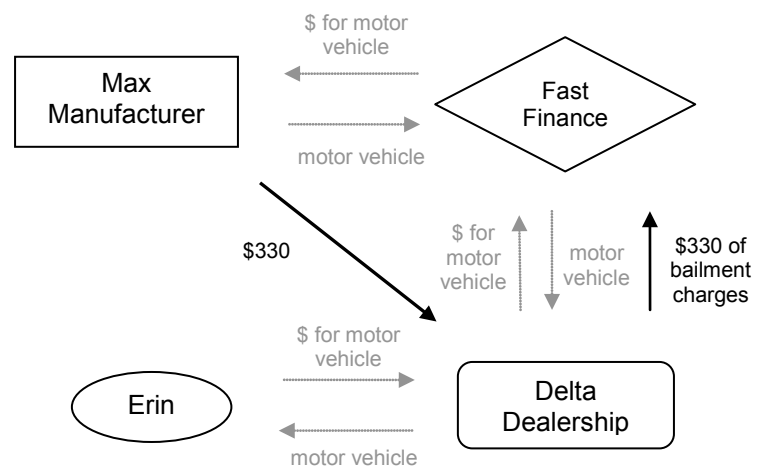 $ for motor
vehicle
Max
Manufacturer
Fast
Finance
motor vehicle
$330
$ for
motor
vehicle
motor
vehicle
$330 of
bailment
charges
$ for motor
vehicle
Erin
Delta
Dealership
motor vehicle